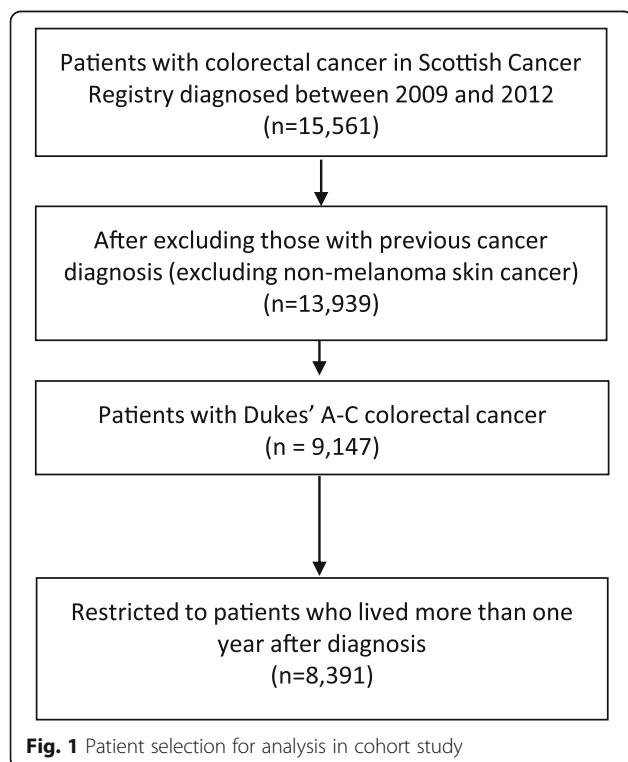 Patients with colorectal cancer in Scottish Cancer
Registry diagnosed between 2009 and 2012
(n=15,561)
After excluding those with previous cancer
diagnosis (excluding non-melanoma skin cancer)
(n=13,939)
Patients with Dukes’ A-C colorectal cancer
(n = 9,147)
Restricted to patients who lived more than one
year after diagnosis
(n=8,391)
Fig. 1 Patient selection for analysis in cohort study